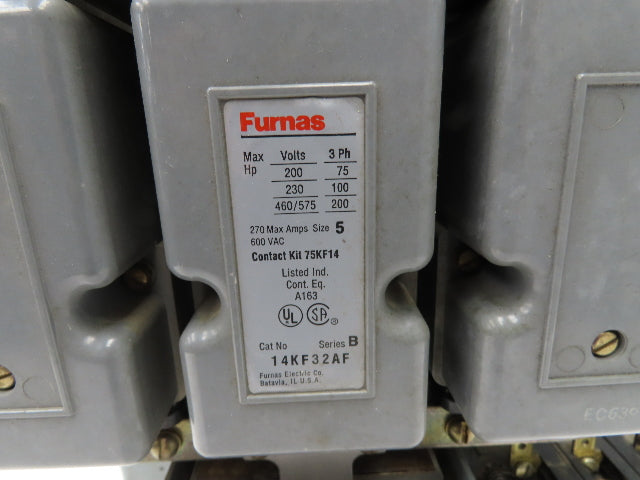 Furnas
Max Volts 3 Ph
Hp 200 75
230 100
460/575 200
270 Max Amps Size 5
600 VAC
Contact Kit 75KF14
Listed Ind.
Cont. Eq.
A163
UL SA ®
Cat No Series B
14KF32AF
Furnas Electric Co.
Batavia, IL U.S.A.